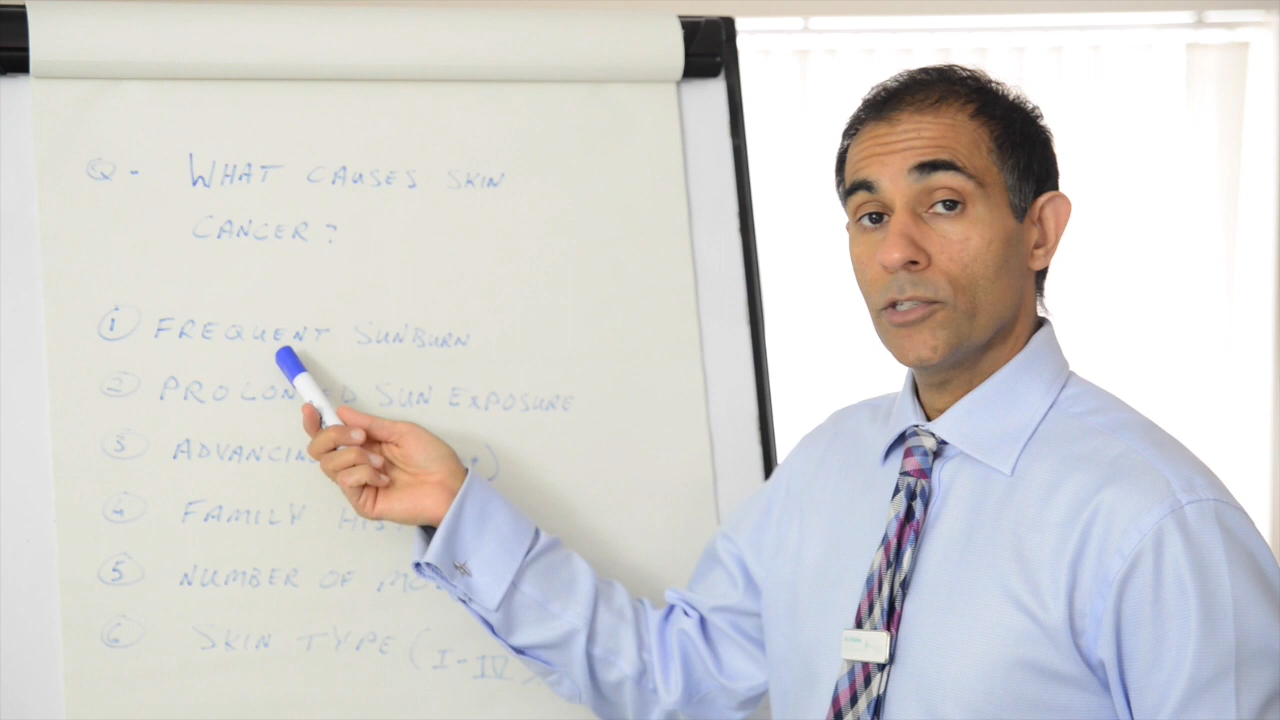 Q - WHAT CAUSES SKIN
CANCER?
1 FREQUENT SUNBURN
2 SUN EXPOSURE
3
4 FAMILY
5 NUMBER OF
6 SKIN TYPE (I-IV)